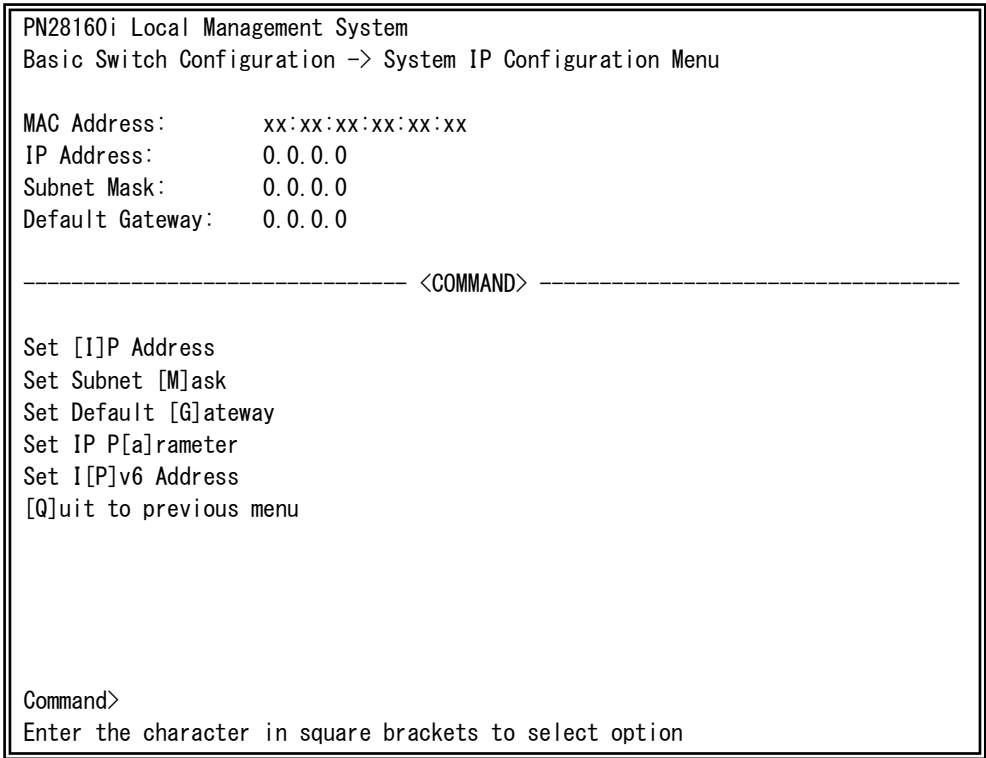 PN28160i Local Management System
Basic Switch Configuration -> System IP Configuration Menu
MAC Address: xx:xx:xx:xx:xx:xx
IP Address: 0.0.0.0
Subnet Mask: 0.0.0.0
Default Gateway: 0.0.0.0
-------------------------------- <COMMAND> -----------------------------------
Set [I]P Address
Set Subnet [M]ask
Set Default [G]ateway
Set IP P[a]rameter
Set I[P]v6 Address
[Q]uit to previous menu
Command>
Enter the character in square brackets to select option